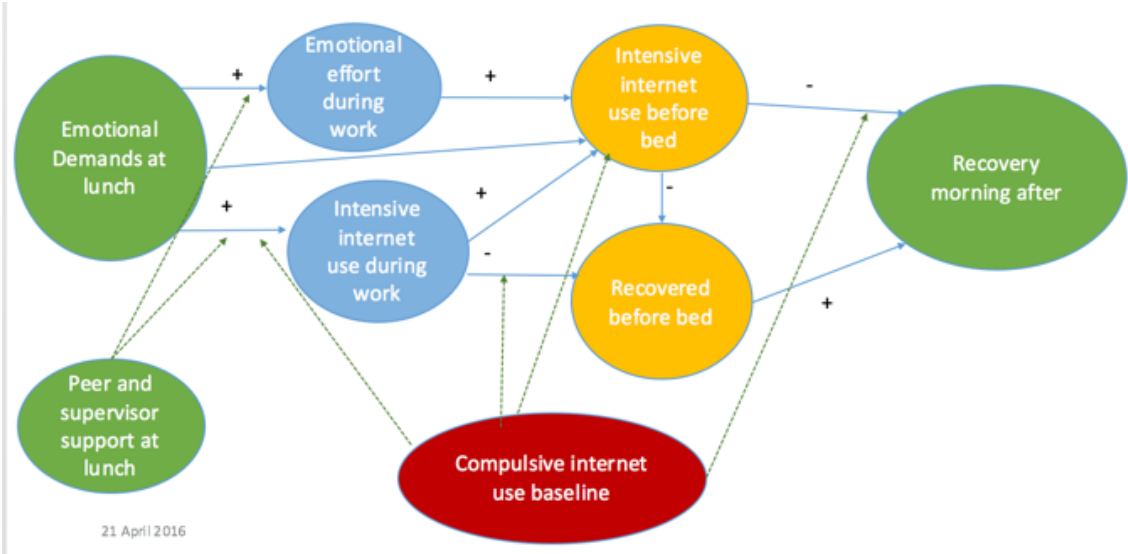 Emotional
Demands at
lunch
+
Emotional
effort
during
work
+
Intensive
internet
use before
bed
-
Recovery
morning after
+
Intensive
internet
use during
work
+
-
-
Recovered
before bed
+
Peer and
supervisor
support at
lunch
Compulsive internet
use baseline
21 April 2016